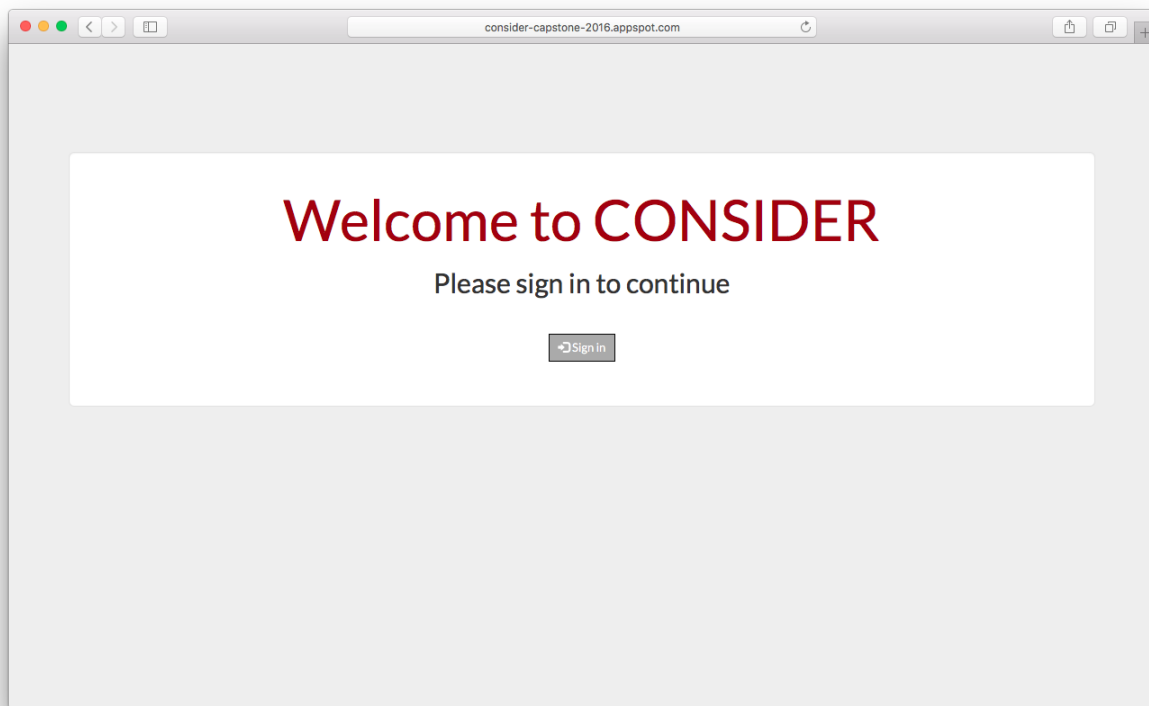 consider-capstone-2016.appspot.com
Welcome to CONSIDER
Please sign in to continue
Sign in